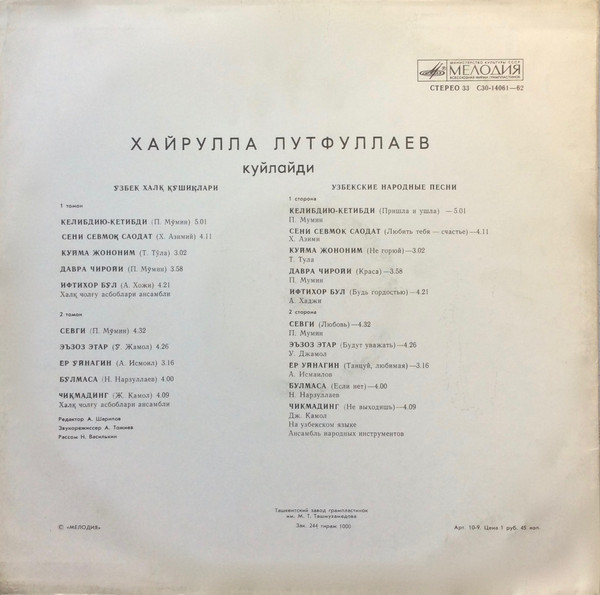 МИНИСТЕРСТВО КУЛЬТУРЫ СССР
МЕЛОДИЯ
ВСЕСОЮЗНАЯ ФИРМА ГРАМПЛАСТИНОК
СТЕРЕО 33 С30-14061—62
ХАЙРУЛЛА ЛУТФУЛЛАЕВ
куйлайди
ЎЗБЕК ХАЛҚ ҚЎШИҚЛАРИ
1 томон
КЕЛИБДИЮ-КЕТИБДИ (П. Мўмин) 5.01
СЕНИ СЕВМОҚ САОДАТ (Х. Азимий) 4.11
КУЙМА ЖОНОНИМ (Т. Тўла) 3.02
ДАВРА ЧИРОЙИ (П. Мўмин) 3.58
ИФТИХОР БЎЛ (А. Хожи) 4.21
Халқ чолғу асбоблари ансамбли
2 томон
СЕВГИ (П. Мўмин) 4.32
ЭЪЗОЗ ЭТАР (Ў. Жамол) 4.26
ЁР ЎЙНАГИН (А. Исмоил) 3.16
БУЛМАСА (Н. Нарзуллаев) 4.00
ЧИҚМАДИНГ (Ж. Қамол) 4.09
Халқ чолғу асбоблари ансамбли
Редактор А. Шарипов
Звукорежиссер А. Тожиев
Рассом Н. Василькин
УЗБЕКСКИЕ НАРОДНЫЕ ПЕСНИ
1 сторона
КЕЛИБДИЮ-КЕТИБДИ (Пришла и ушла) —5.01
П. Мумин
СЕНИ СЕВМОҚ САОДАТ (Любить тебя — счастье)—4.11
Х. Азими
КУЙМА ЖОНОНИМ (Не горюй)—3.02
Т. Тула
ДАВРА ЧИРОЙИ (Краса)—3.58
П. Мумин
ИФТИХОР БУЛ (Будь гордостью)—4.21
А. Хаджи
2 сторона
СЕВГИ (Любовь)—4.32
П. Мумин
ЭЪЗОЗ ЭТАР (Будут уважать)—4.26
У. Джамол
ЁР УЙНАГИН (Танцуй, любимая)—3.16
А. Исмаилов
БУЛМАСА (Если нет)—4.00
Н. Нарзуллаев
ЧИКМАДИНГ (Не выходишь)—4.09
Дж. Камол
На узбекском языке
Ансамбль народных инструментов
Ташкентский завод грампластинок
им. М. Т. Ташмухамедова
Зак. 244 тираж 1000.
© «МЕЛОДИЯ»
Арт. 10-9. Цена 1 руб. 45 коп.